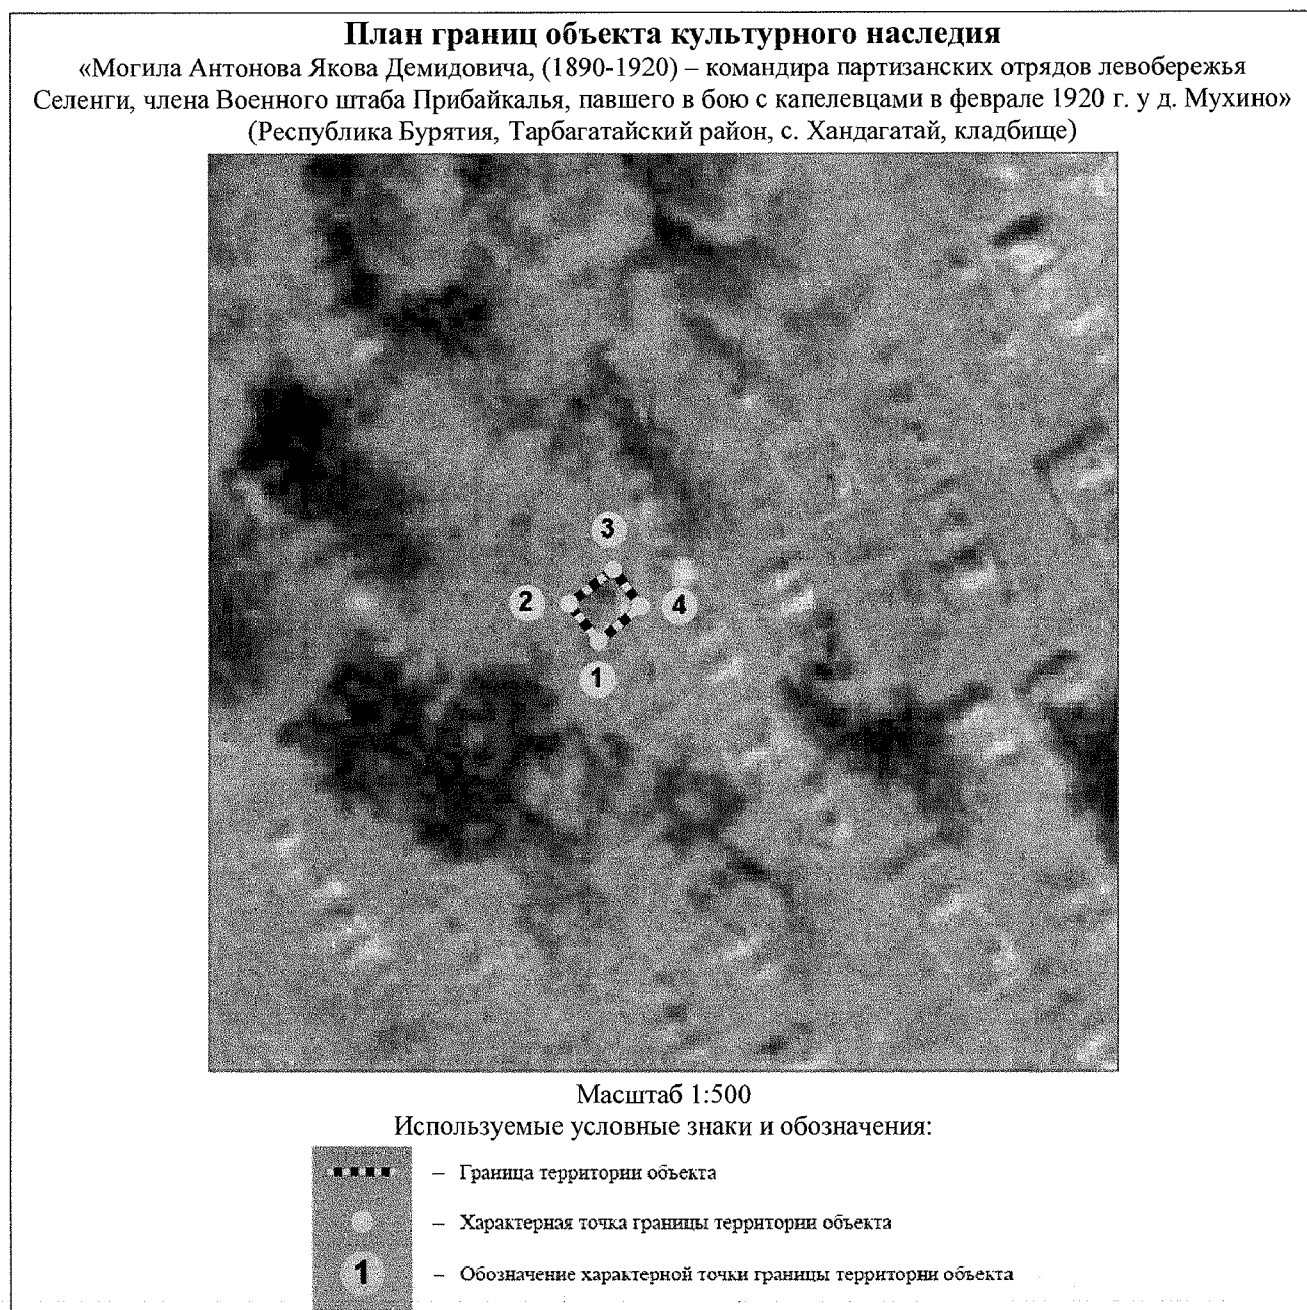 План границ объекта культурного наследия
«Могила Антонова Якова Демидовича, (1890-1920) – командира партизанских отрядов левобережья
Селенги, члена Военного штаба Прибайкалья, павшего в бою с капелевцами в феврале 1920 г. у д. Мухино»
(Республика Бурятия, Тарбагатайский район, с. Хандагатай, кладбище)
3
2
4
1
Масштаб 1:500
Используемые условные знаки и обозначения:
– Граница территории объекта
– Характерная точка границы территории объекта
1 – Обозначение характерной точки границы территории объекта